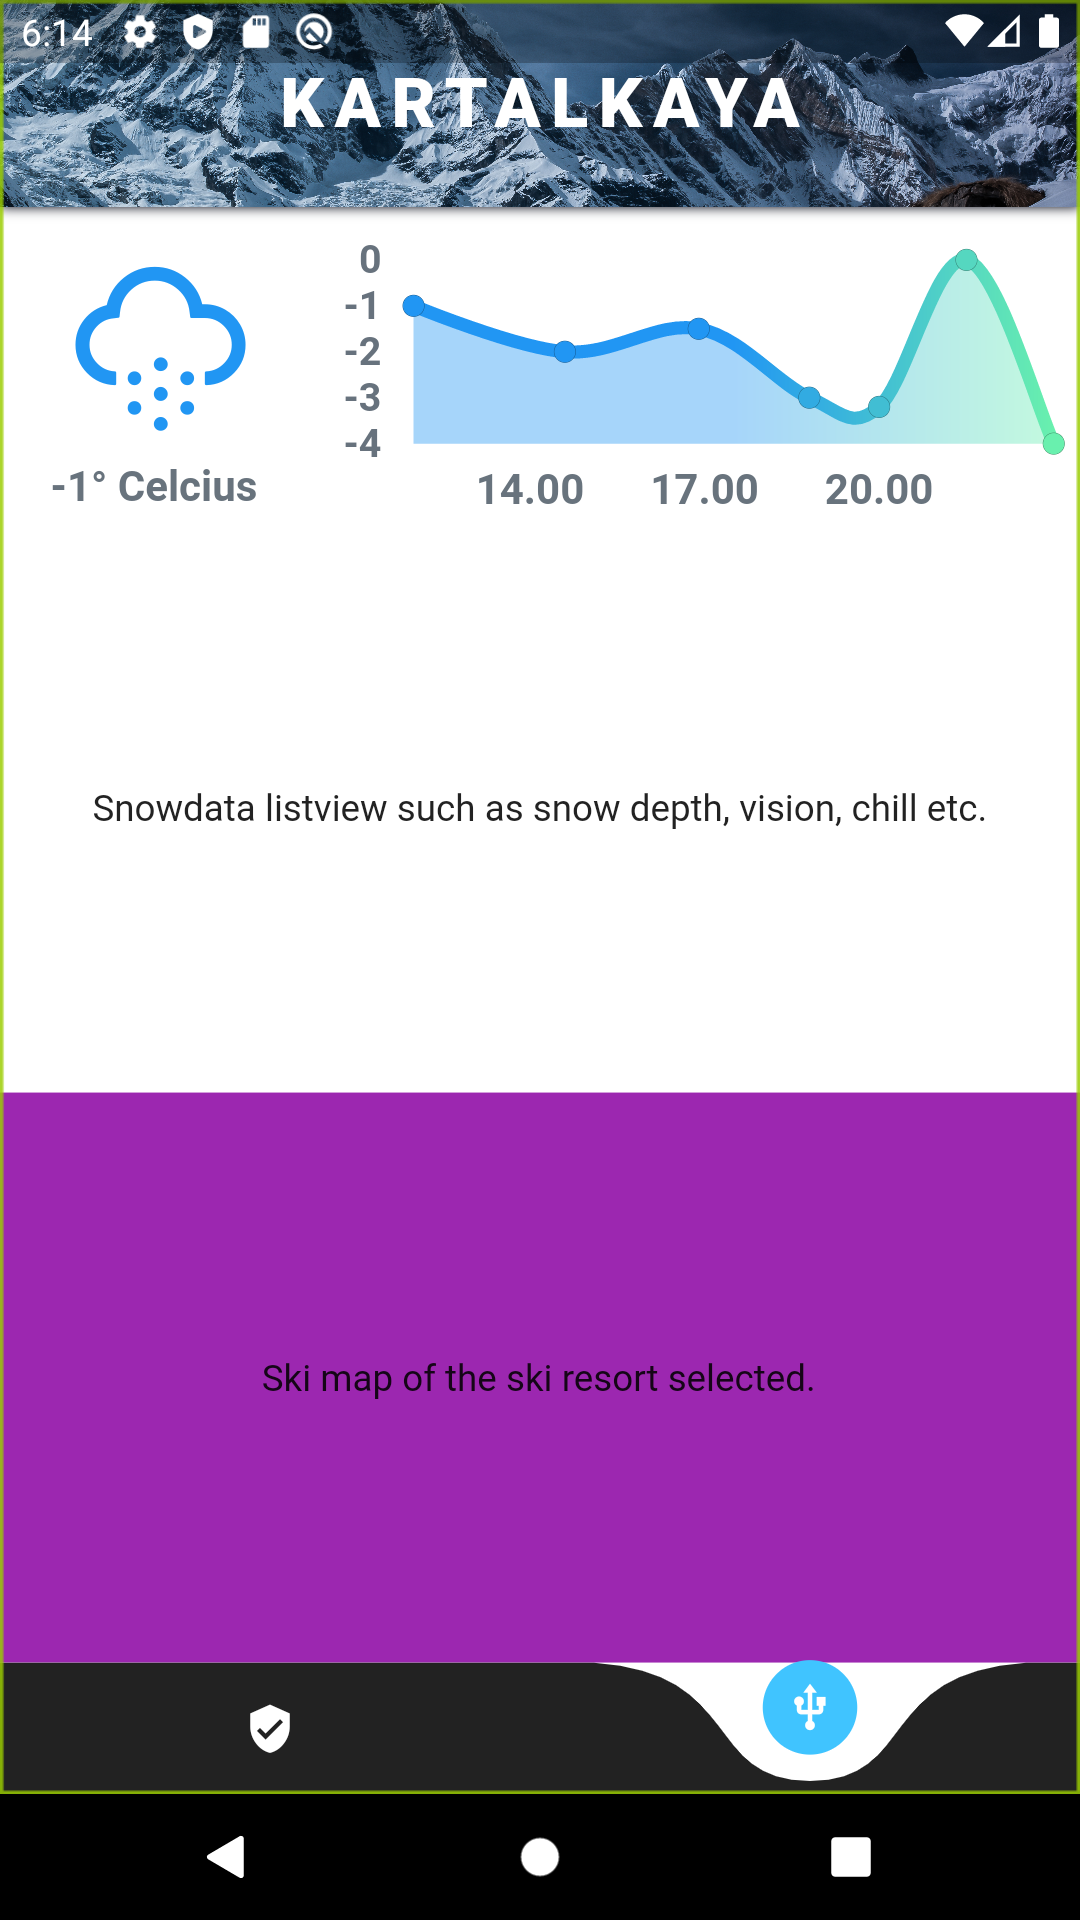 6:14
KARTALKAYA
0
-1
-2
-3
-4
-1° Celcius
14.00 17.00 20.00
Snowdata listview such as snow depth, vision, chill etc.
Ski map of the ski resort selected.